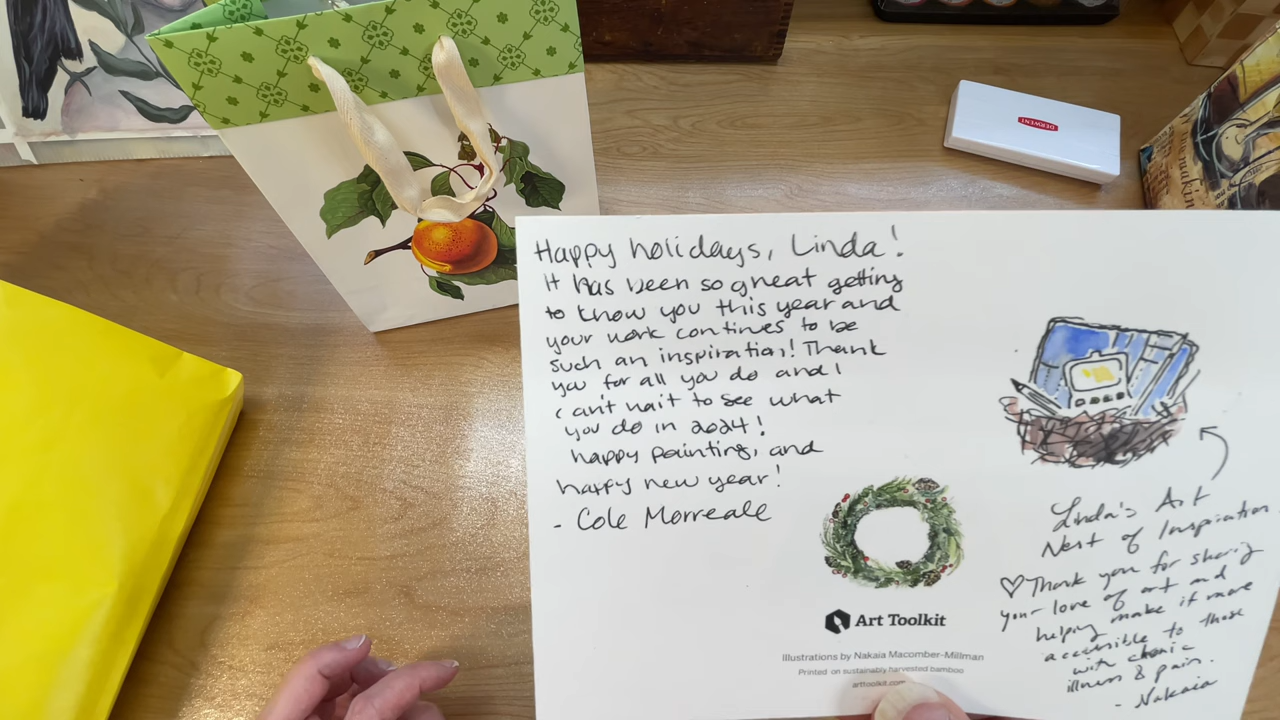 DERWENT
Happy holidays, Linda!
It has been so great getting
to know you this year and
your work continues to be
such an inspiration! Thank
you for all you do and I
can't wait to see what
you do in 2024!
happy painting, and
happy new year!
- Cole Morreale
Linda's Art
Nest of Inspiration
♡ Thank you for sharing
your love of art and
helping make it more
accessible to those
with chronic
illness & pain.
- Nakaia
Art Toolkit
Illustrations by Nakaia Macomber-Millman
Printed on sustainably harvested bamboo
arttoolkit.com